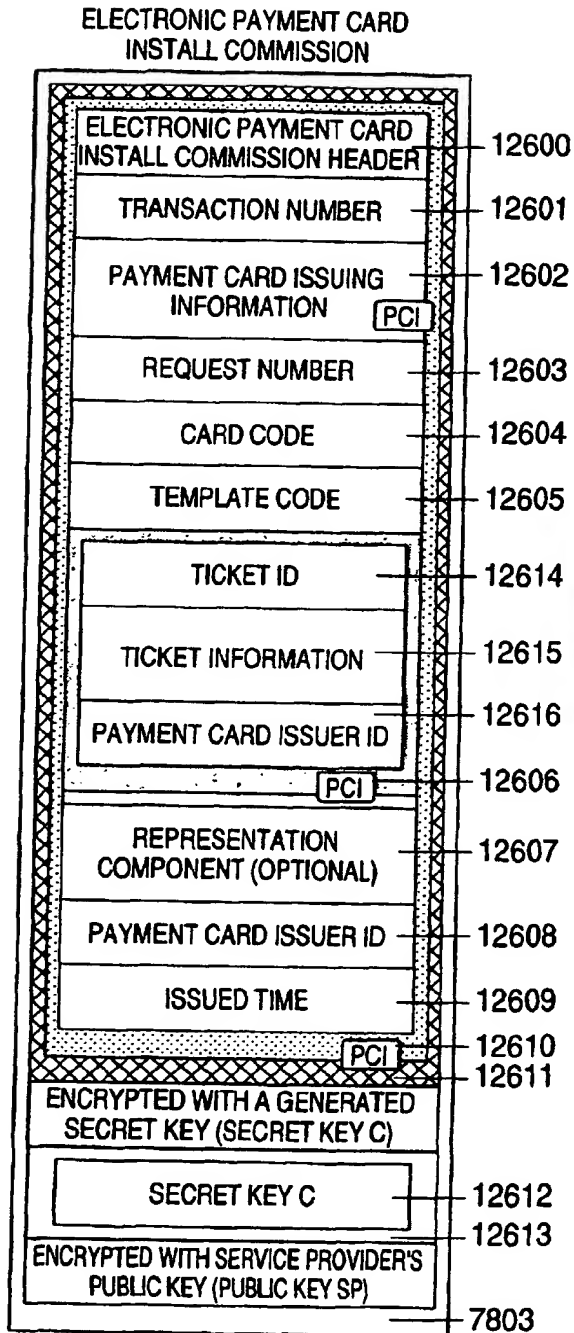 ELECTRONIC PAYMENT CARD
INSTALL COMMISSION
ELECTRONIC PAYMENT CARD
INSTALL COMMISSION HEADER
12600
TRANSACTION NUMBER
12601
PAYMENT CARD ISSUING
INFORMATION
12602
PCI
REQUEST NUMBER
12603
CARD CODE
12604
TEMPLATE CODE
12605
TICKET ID
12614
TICKET INFORMATION
12615
PAYMENT CARD ISSUER ID
12616
PCI
12606
REPRESENTATION
COMPONENT (OPTIONAL)
12607
PAYMENT CARD ISSUER ID
12608
ISSUED TIME
12609
PCI
12610
12611
ENCRYPTED WITH A GENERATED
SECRET KEY (SECRET KEY C)
SECRET KEY C
12612
12613
ENCRYPTED WITH SERVICE PROVIDER'S
PUBLIC KEY (PUBLIC KEY SP)
7803